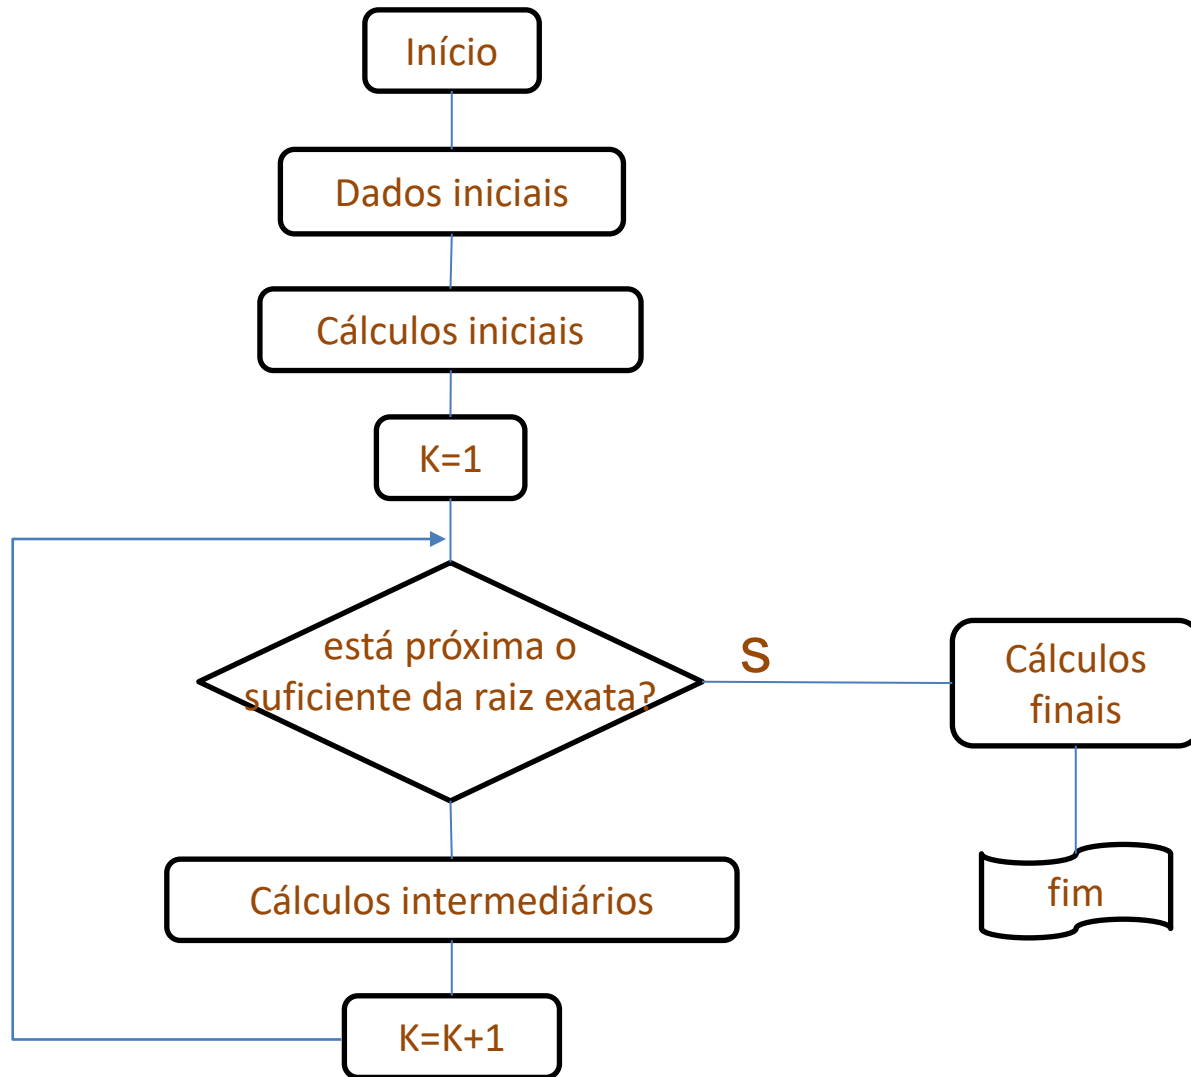 Início
Dados iniciais
Cálculos iniciais
K=1
está próxima o
suficiente da raiz exata?
S
Cálculos
finais
Cálculos intermediários
fim
K=K+1